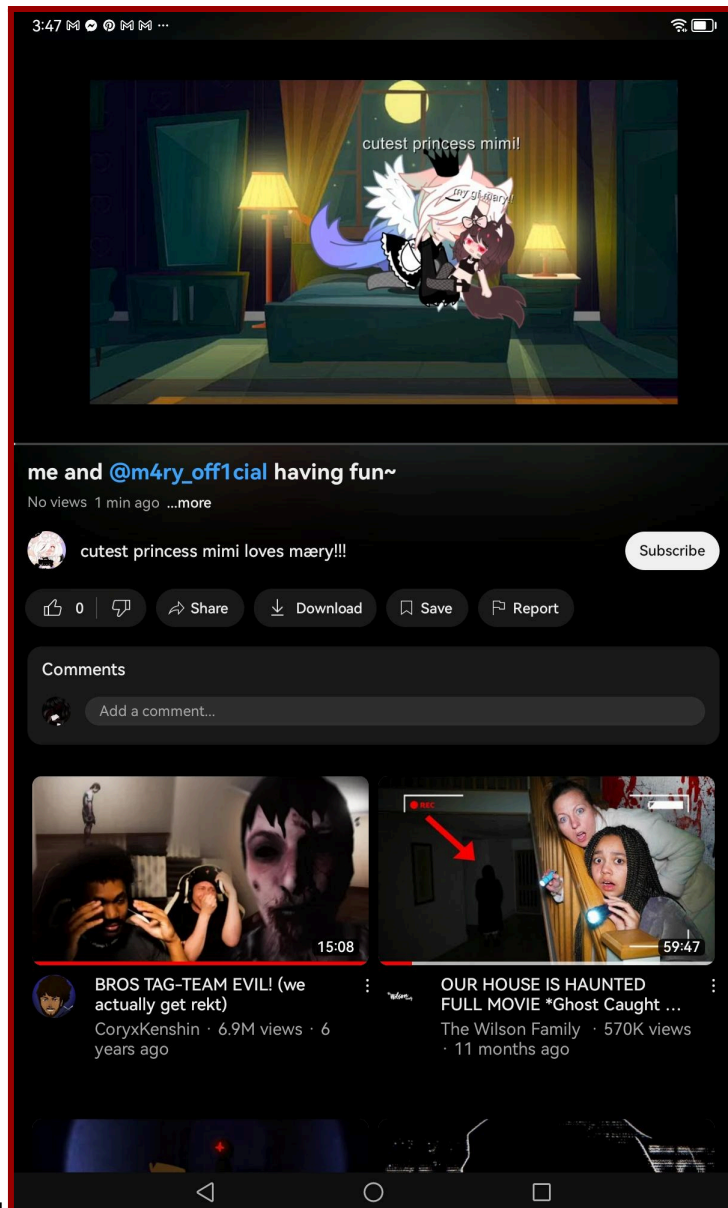 3:47
cutest princess mimi!
my gf mary!!
me and @m4ry_off1cial having fun~
No views 1 min ago ...more
cutest princess mimi loves mæry!!!
Subscribe
0
Share
Download
Save
Report
Comments
Add a comment...
REC
15:08
59:47
BROS TAG-TEAM EVIL! (we
actually get rekt)
CoryxKenshin · 6.9M views · 6
years ago
Wilson
OUR HOUSE IS HAUNTED
FULL MOVIE *Ghost Caught ...
The Wilson Family · 570K views
· 11 months ago